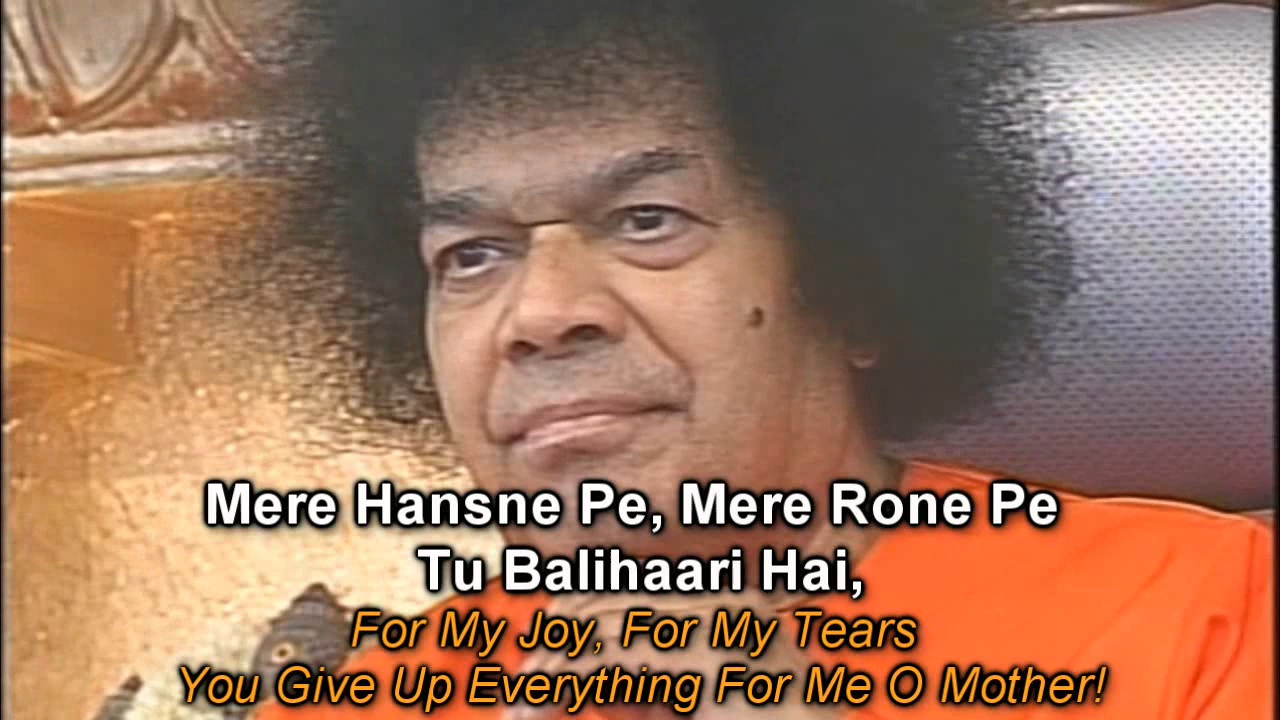 Mere Hansne Pe, Mere Rone Pe
Tu Balihaari Hai,
For My Joy, For My Tears
You Give Up Everything For Me O Mother!